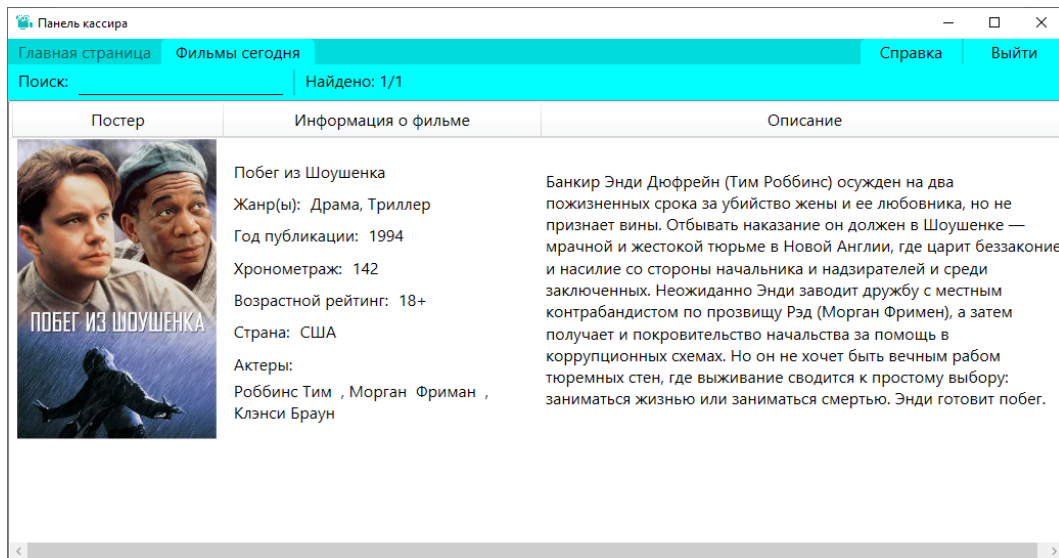 Панель кассира
Главная страница Фильмы сегодня Справка Выйти
Поиск: Найдено: 1/1
Постер Информация о фильме Описание
ПОБЕГ ИЗ ШОУШЕНКА
Побег из Шоушенка
Жанр(ы): Драма, Триллер
Год публикации: 1994
Хронометраж: 142
Возрастной рейтинг: 18+
Страна: США
Актеры:
Роббинс Тим , Морган Фриман ,
Клэнси Браун
Банкир Энди Дюфрейн (Тим Роббинс) осужден на два
пожизненных срока за убийство жены и ее любовника, но не
признает вины. Отбывать наказание он должен в Шоушенке —
мрачной и жестокой тюрьме в Новой Англии, где царит беззаконие
и насилие со стороны начальника и надзирателей и среди
заключенных. Неожиданно Энди заводит дружбу с местным
контрабандистом по прозвищу Рэд (Морган Фримен), а затем
получает и покровительство начальства за помощь в
коррупционных схемах. Но он не хочет быть вечным рабом
тюремных стен, где выживание сводится к простому выбору:
заниматься жизнью или заниматься смертью. Энди готовит побег.